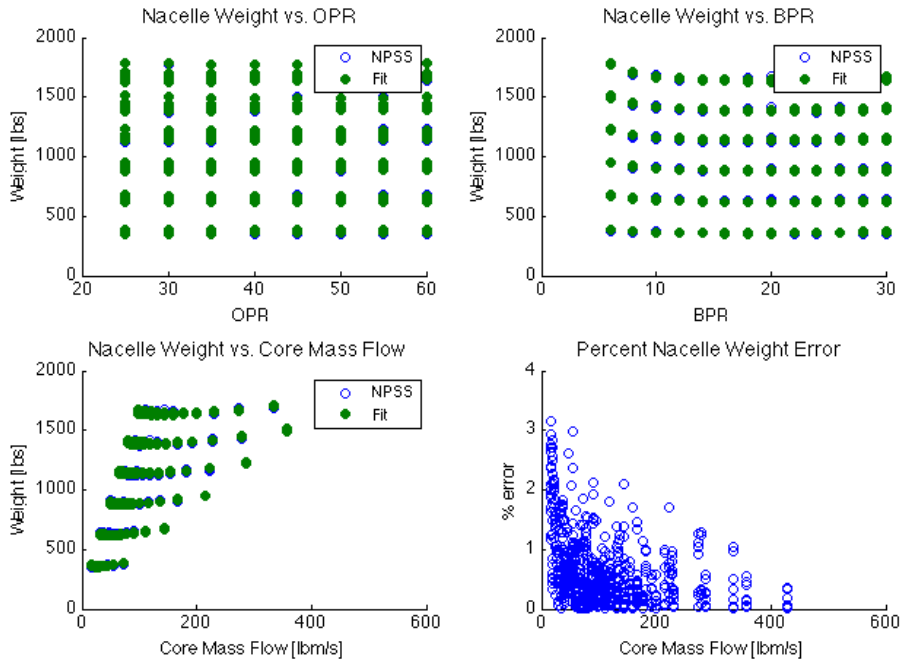 Nacelle Weight vs. OPR
2000
1500
1000
500
0
Weight [lbs]
NPSS
Fit
20
30
40
50
60
OPR
Nacelle Weight vs. BPR
2000
1500
1000
500
0
Weight [lbs]
NPSS
Fit
0
10
20
30
BPR
Nacelle Weight vs. Core Mass Flow
2000
1500
1000
500
0
Weight [lbs]
NPSS
Fit
0
200
400
600
Core Mass Flow [lbm/s]
Percent Nacelle Weight Error
4
3
2
1
0
% error
0
200
400
600
Core Mass Flow [lbm/s]